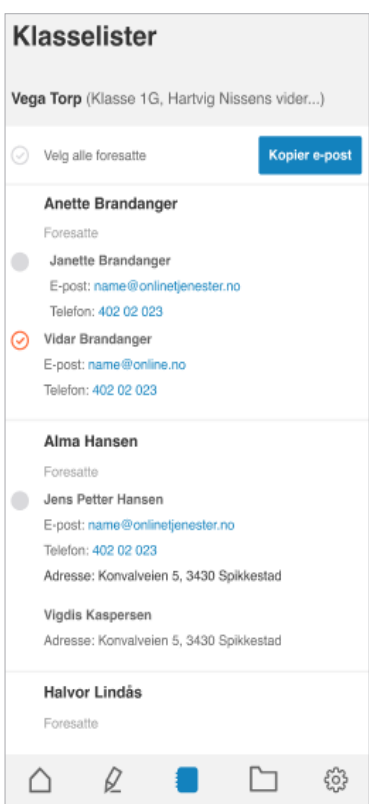 Klasselister
Vega Torp (Klasse 1G, Hartvig Nissens vider...)
Velg alle foresatte
Kopier e-post
Anette Brandanger
Foresatte
Janette Brandanger
E-post: name@onlinetjenester.no
Telefon: 402 02 023
Vidar Brandanger
E-post: name@online.no
Telefon: 402 02 023
Alma Hansen
Foresatte
Jens Petter Hansen
E-post: name@onlinetjenester.no
Telefon: 402 02 023
Adresse: Konvalveien 5, 3430 Spikkestad
Vigdis Kaspersen
Adresse: Konvalveien 5, 3430 Spikkestad
Halvor Lindås
Foresatte